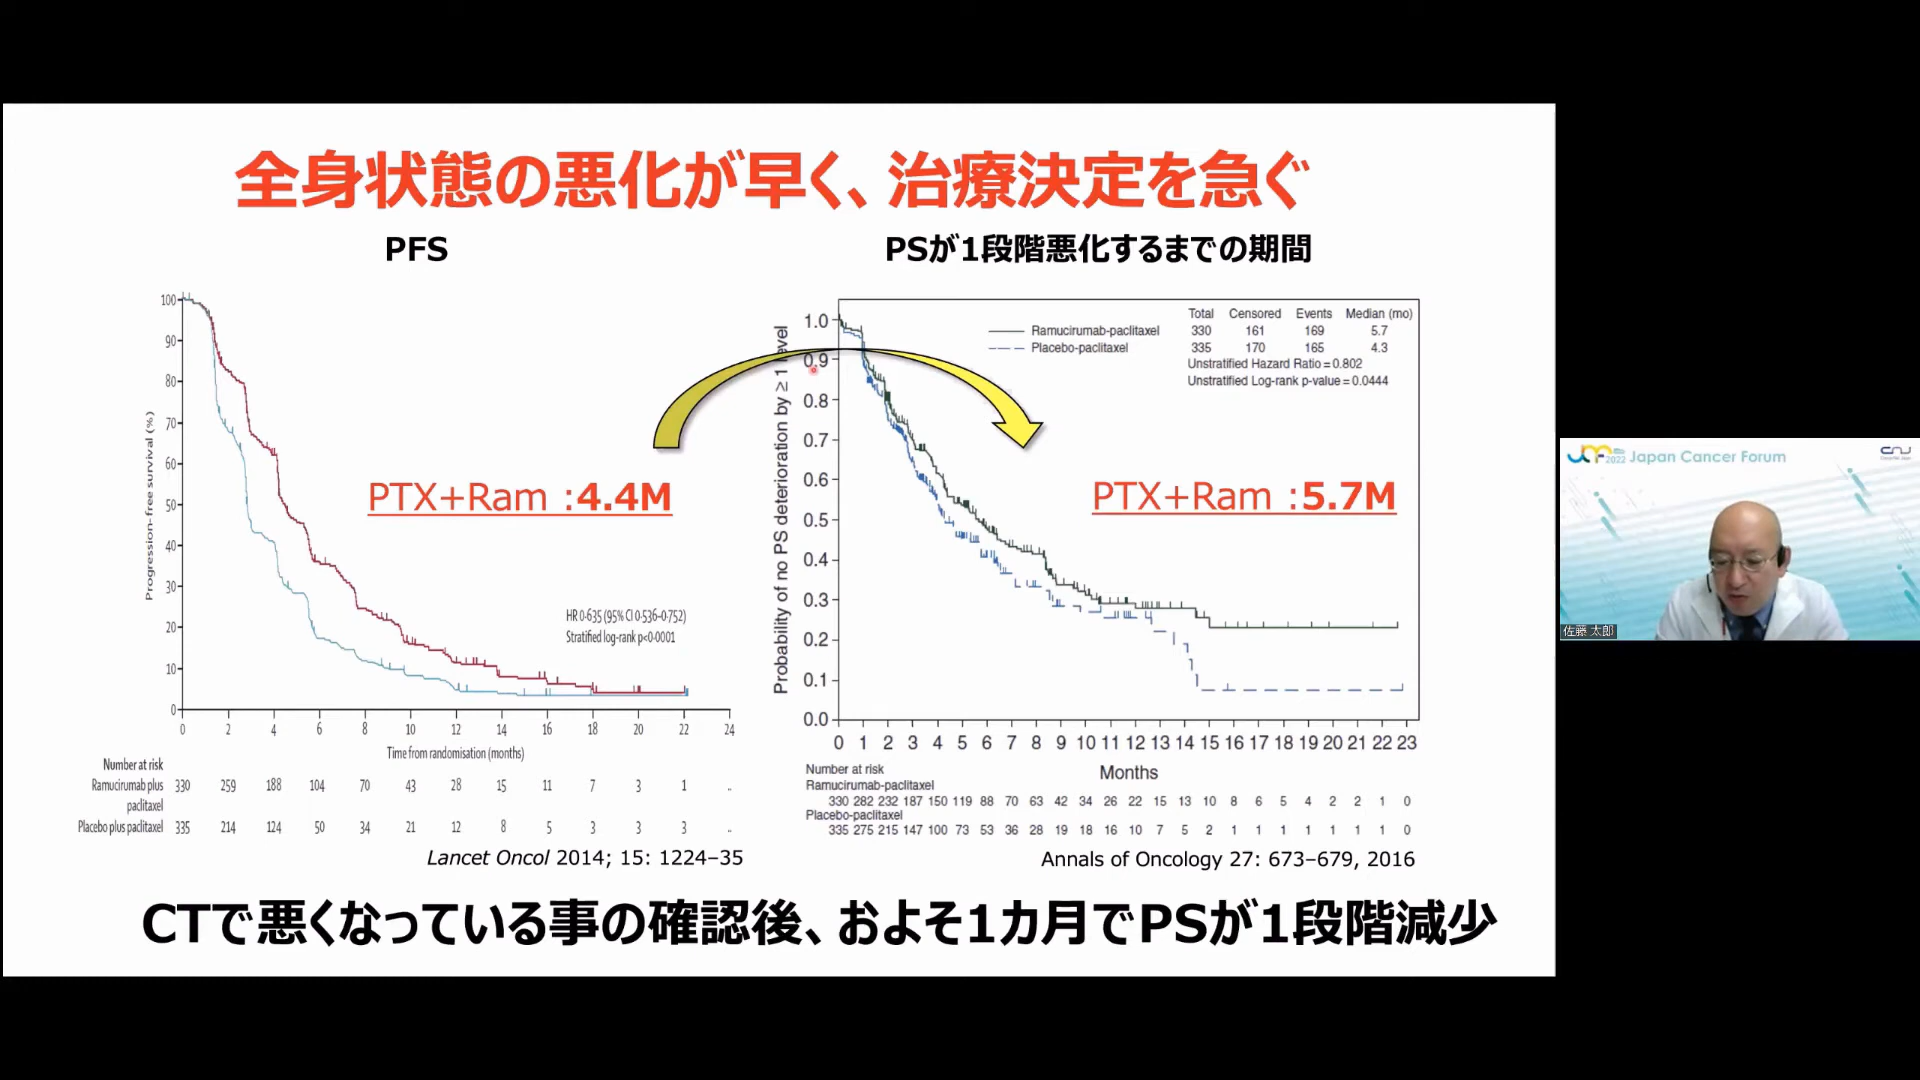 全身状態の悪化が早く、治療決定を急ぐ
PFS
PSが1段階悪化するまでの期間
Progression-free survival (%)
100
90
80
70
60
50
40
30
20
10
0
0 2 4 6 8 10 12 14 16 18 20 22 24
Time from randomisation (months)
PTX+Ram :4.4M
HR 0·635 (95% CI 0·536–0·752)
Stratified log-rank p<0·0001
Number at risk
Ramucirumab plus paclitaxel 330 259 188 104 70 43 28 15 11 7 3 1 ..
Placebo plus paclitaxel 335 214 124 50 34 21 12 8 5 3 3 3 ..
Lancet Oncol 2014; 15: 1224–35
Probability of no PS deterioration by ≥ 1 level
1.0
0.9
0.8
0.7
0.6
0.5
0.4
0.3
0.2
0.1
0.0
Total Censored Events Median (mo)
Ramucirumab-paclitaxel 330 161 169 5.7
Placebo-paclitaxel 335 170 165 4.3
Unstratified Hazard Ratio = 0.802
Unstratified Log-rank p-value = 0.0444
PTX+Ram :5.7M
0 1 2 3 4 5 6 7 8 9 10 11 12 13 14 15 16 17 18 19 20 21 22 23
Months
Number at risk
Ramucirumab-paclitaxel
330 282 232 187 150 119 88 70 63 42 34 26 22 15 13 10 8 6 5 4 2 2 1 0
Placebo-paclitaxel
335 275 215 147 100 73 53 36 28 19 18 16 10 7 5 2 1 1 1 1 1 1 1 0
Annals of Oncology 27: 673–679, 2016
CTで悪くなっている事の確認後、およそ1カ月でPSが1段階減少
2022 Japan Cancer Forum
佐藤 太郎